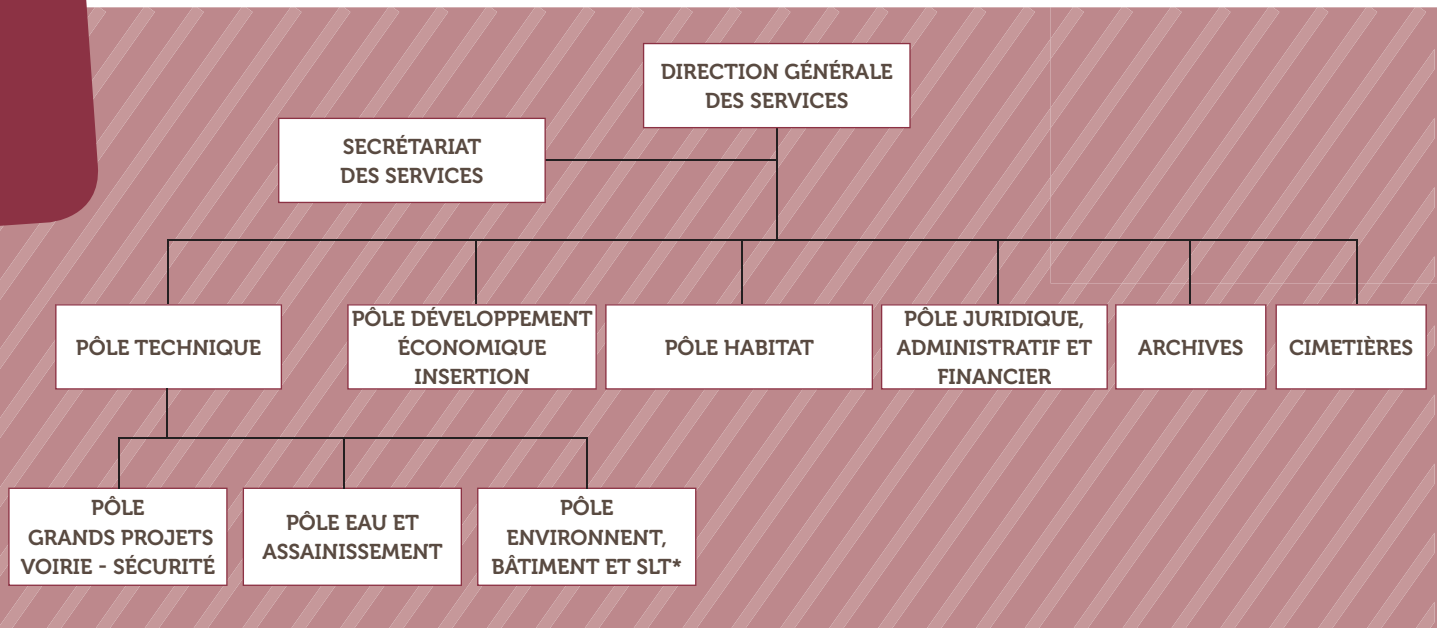 DIRECTION GÉNÉRALE
DES SERVICES
SECRÉTARIAT
DES SERVICES
PÔLE TECHNIQUE
PÔLE DÉVELOPPEMENT
ÉCONOMIQUE
INSERTION
PÔLE HABITAT
PÔLE JURIDIQUE,
ADMINISTRATIF ET
FINANCIER
ARCHIVES
CIMETIÈRES
PÔLE
GRANDS PROJETS
VOIRIE - SÉCURITÉ
PÔLE EAU ET
ASSAINISSEMENT
PÔLE
ENVIRONNENT,
BÂTIMENT ET SLT*